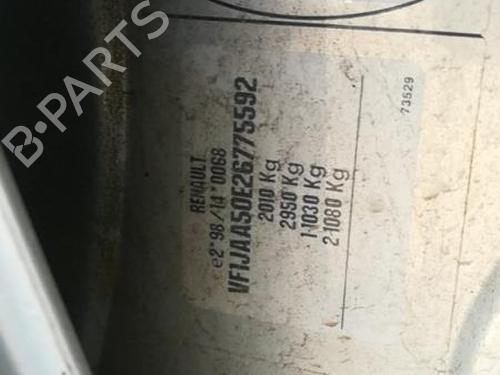 RENAULT
e2*98/14*0068
VF1JAA50E26775592
2010 Kg
2950 Kg
1-1030 Kg
2-1080 Kg
73529
B-PARTS